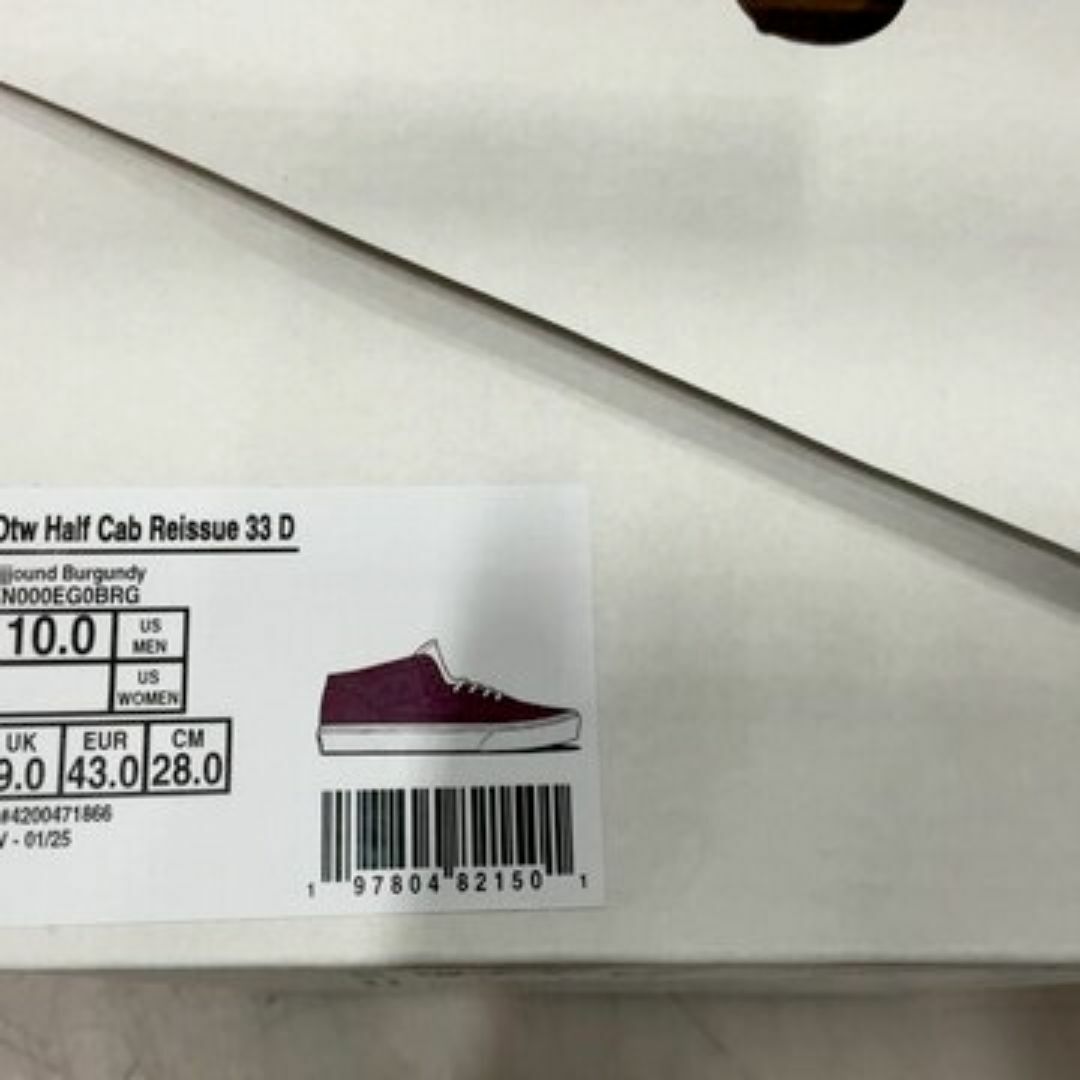 Otw Half Cab Reissue 33 D
jjjound Burgundy
N000EG0BRG
10.0 US MEN
US WOMEN
UK EUR CM
9.0 43.0 28.0
#4200471866
V - 01/25
1 97804 82150 1